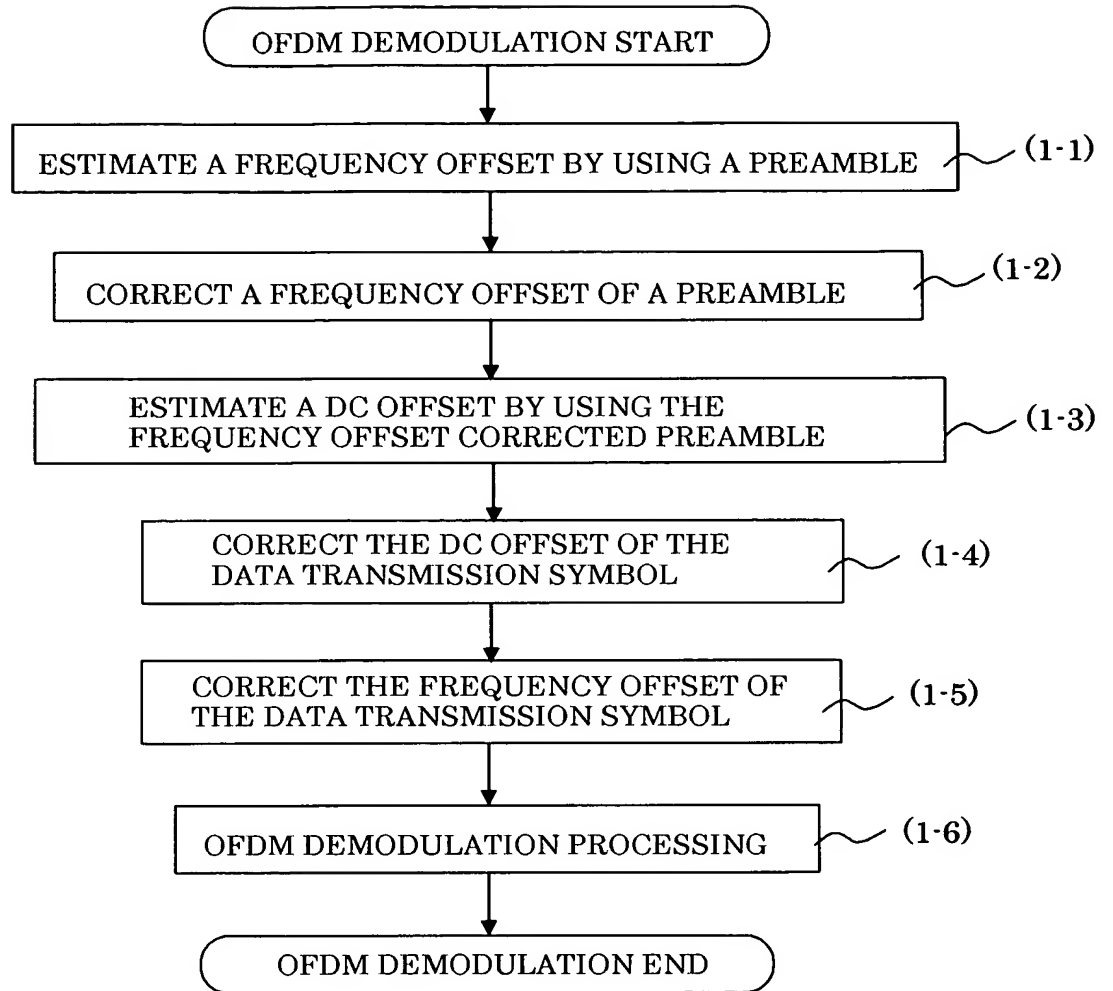 OFDM DEMODULATION START
ESTIMATE A FREQUENCY OFFSET BY USING A PREAMBLE
(1-1)
CORRECT A FREQUENCY OFFSET OF A PREAMBLE
(1-2)
ESTIMATE A DC OFFSET BY USING THE
FREQUENCY OFFSET CORRECTED PREAMBLE
(1-3)
CORRECT THE DC OFFSET OF THE
DATA TRANSMISSION SYMBOL
(1-4)
CORRECT THE FREQUENCY OFFSET OF
THE DATA TRANSMISSION SYMBOL
(1-5)
OFDM DEMODULATION PROCESSING
(1-6)
OFDM DEMODULATION END